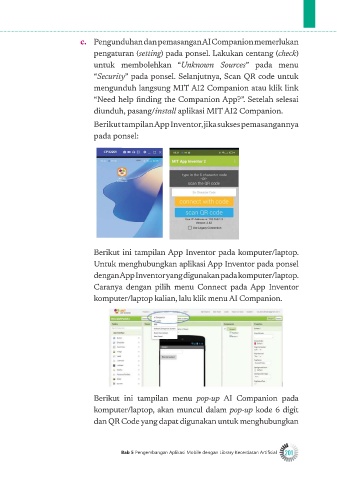 c. Pengunduhan dan pemasangan AI Companion memerlukan
pengaturan (setting) pada ponsel. Lakukan centang (check)
untuk membolehkan “Unknown Sources” pada menu
“Security” pada ponsel. Selanjutnya, Scan QR code untuk
mengunduh langsung MIT AI2 Companion atau klik link
“Need help finding the Companion App?”. Setelah selesai
diunduh, pasang/install aplikasi MIT AI2 Companion.
Berikut tampilan App Inventor, jika sukses pemasangannya
pada ponsel:
MIT App Inventor 2
type in the 6 character code
scan the QR code
connect with code
scan QR code
Berikut ini tampilan App Inventor pada komputer/laptop.
Untuk menghubungkan aplikasi App Inventor pada ponsel
dengan App Inventor yang digunakan pada komputer/laptop.
Caranya dengan pilih menu Connect pada App Inventor
komputer/laptop kalian, lalu klik menu AI Companion.
Berikut ini tampilan menu pop-up AI Companion pada
komputer/laptop, akan muncul dalam pop-up kode 6 digit
dan QR Code yang dapat digunakan untuk menghubungkan
Bab 5 Pengembangan Aplikasi Mobile dengan Library Kecerdasan Artifisial 201